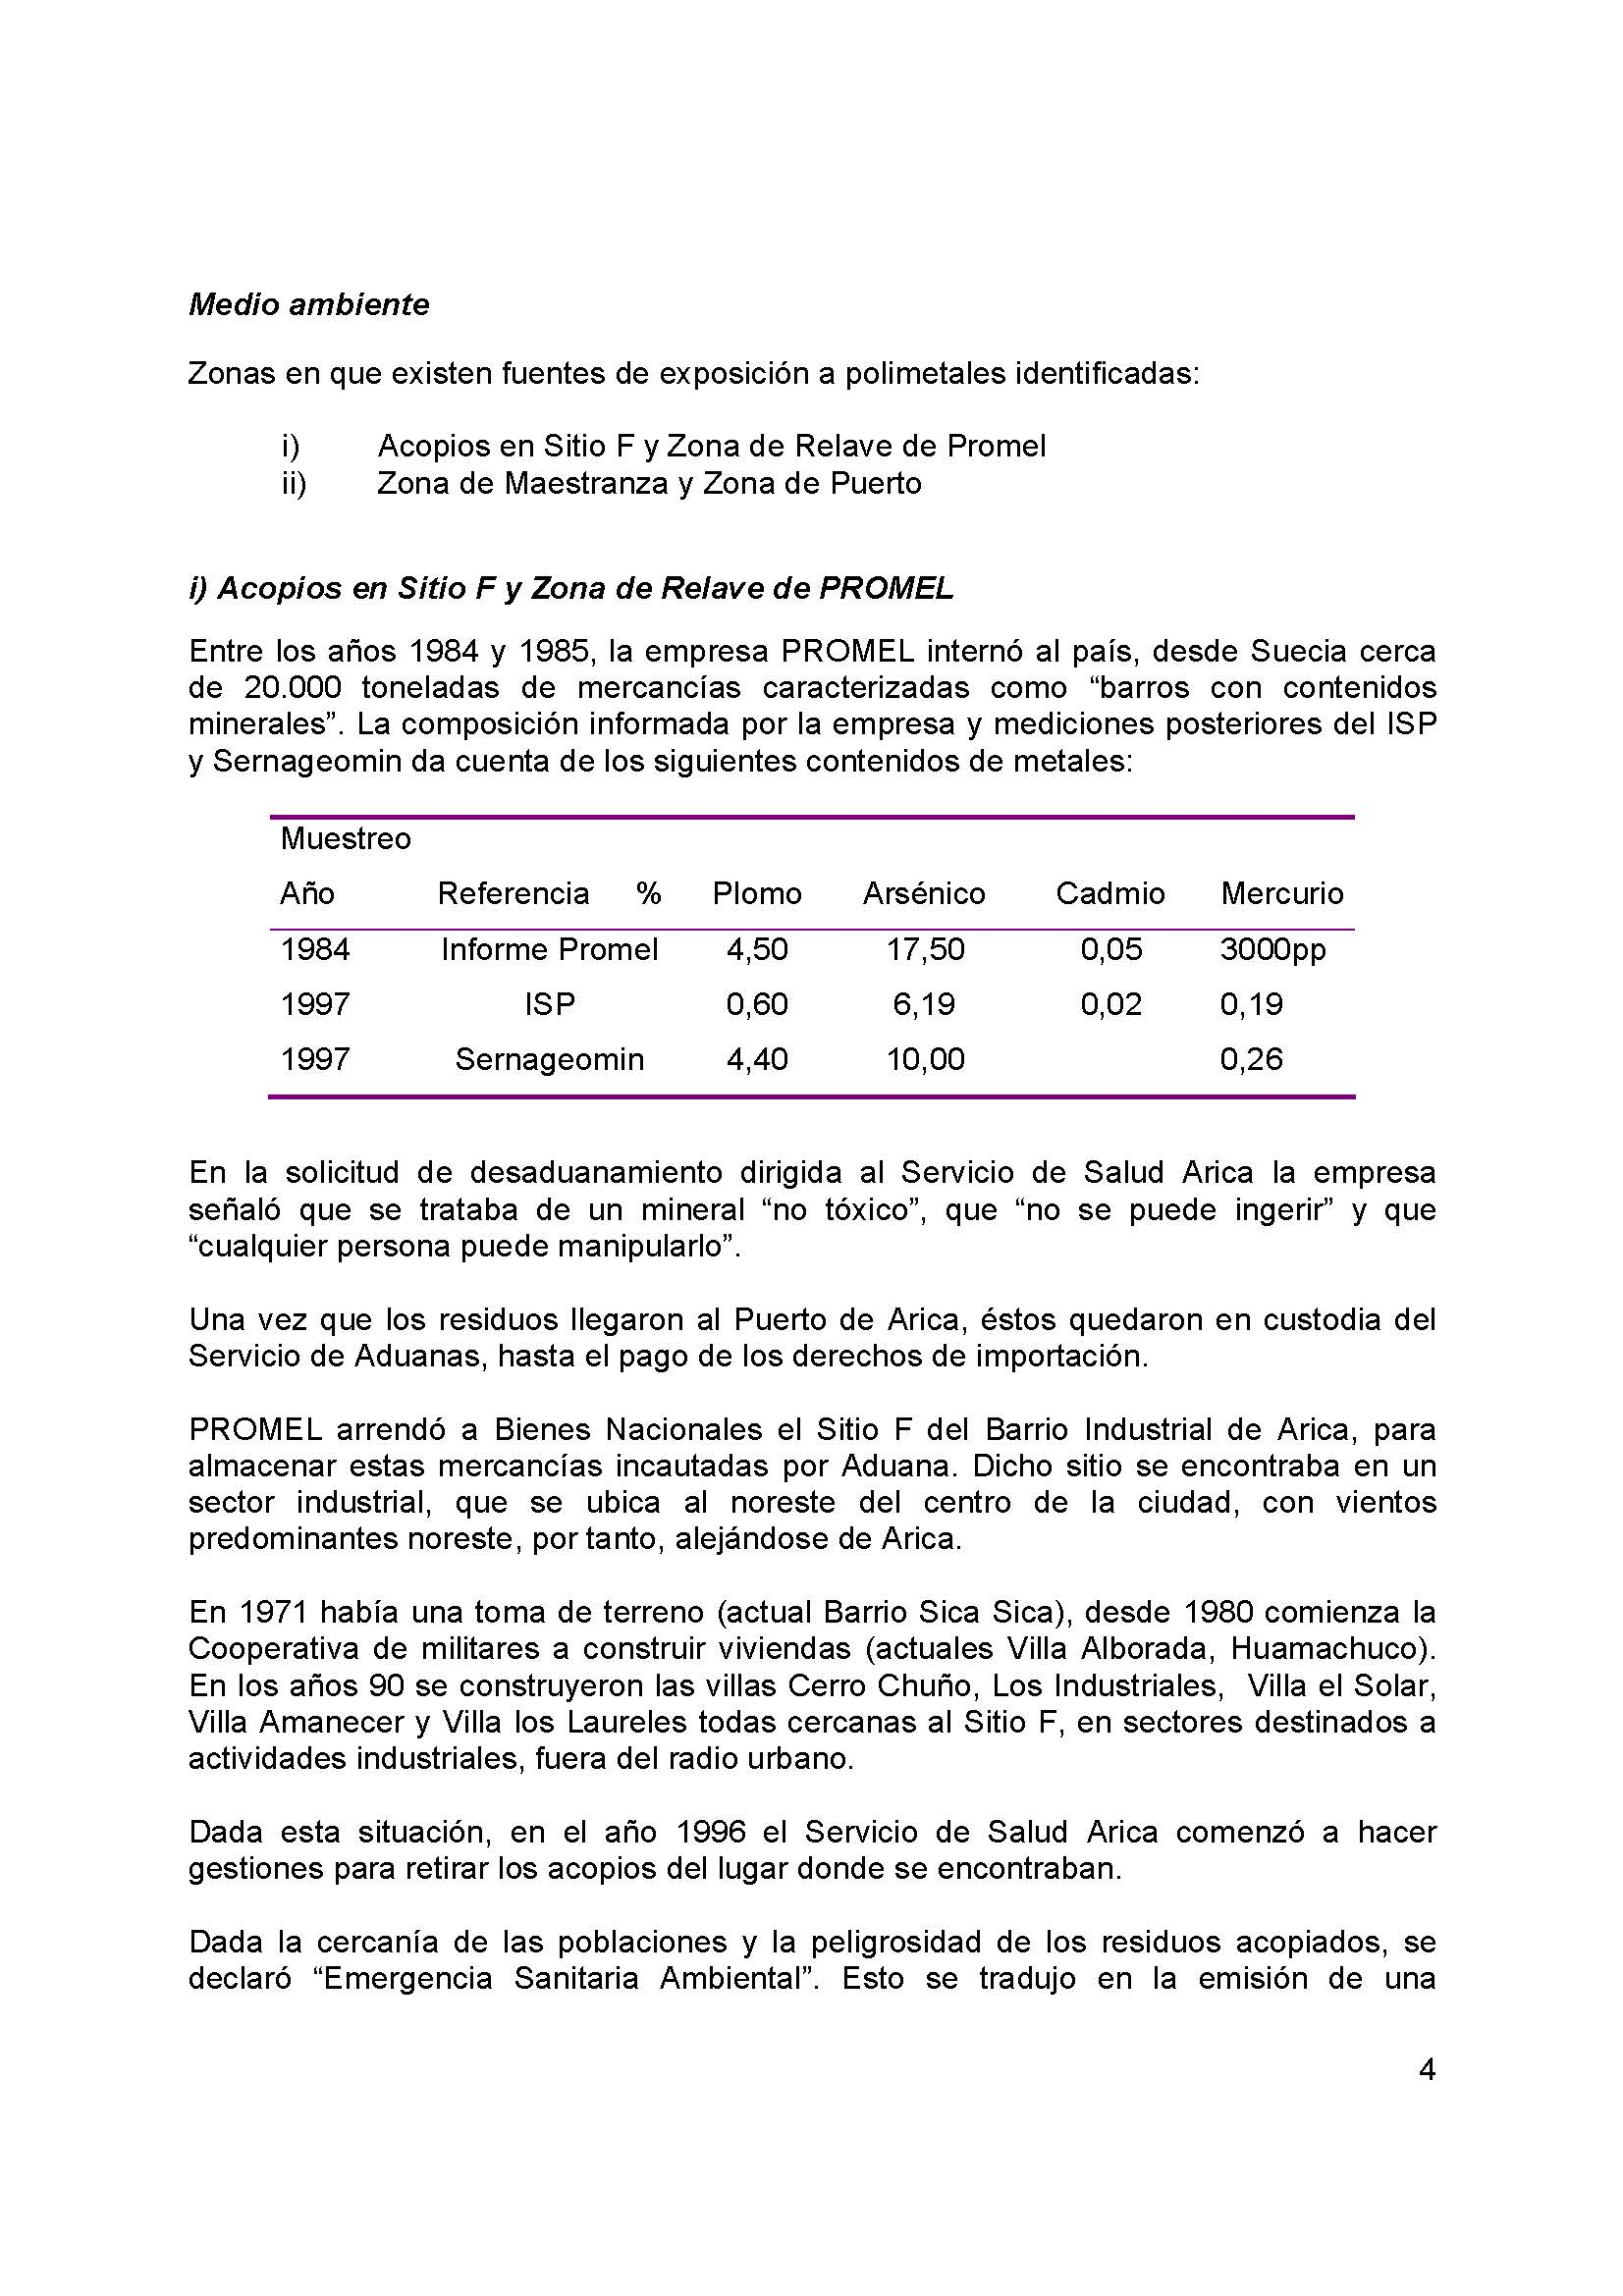 Medio ambiente
Zonas en que existen fuentes de exposición a polimetales identificadas:
i) Acopios en Sitio F y Zona de Relave de Promel
ii) Zona de Maestranza y Zona de Puerto
i) Acopios en Sitio F y Zona de Relave de PROMEL
Entre los años 1984 y 1985, la empresa PROMEL internó al país, desde Suecia cerca
de 20.000 toneladas de mercancías caracterizadas como “barros con contenidos
minerales”. La composición informada por la empresa y mediciones posteriores del ISP
y Sernageomin da cuenta de los siguientes contenidos de metales:
Muestreo
Año Referencia % Plomo Arsénico Cadmio Mercurio
1984 Informe Promel 4,50 17,50 0,05 3000pp
1997 ISP 0,60 6,19 0,02 0,19
1997 Sernageomin 4,40 10,00 0,26
En la solicitud de desaduanamiento dirigida al Servicio de Salud Arica la empresa
señaló que se trataba de un mineral “no tóxico”, que “no se puede ingerir” y que
“cualquier persona puede manipularlo”.
Una vez que los residuos llegaron al Puerto de Arica, éstos quedaron en custodia del
Servicio de Aduanas, hasta el pago de los derechos de importación.
PROMEL arrendó a Bienes Nacionales el Sitio F del Barrio Industrial de Arica, para
almacenar estas mercancías incautadas por Aduana. Dicho sitio se encontraba en un
sector industrial, que se ubica al noreste del centro de la ciudad, con vientos
predominantes noreste, por tanto, alejándose de Arica.
En 1971 había una toma de terreno (actual Barrio Sica Sica), desde 1980 comienza la
Cooperativa de militares a construir viviendas (actuales Villa Alborada, Huamachuco).
En los años 90 se construyeron las villas Cerro Chuño, Los Industriales,  Villa el Solar,
Villa Amanecer y Villa los Laureles todas cercanas al Sitio F, en sectores destinados a
actividades industriales, fuera del radio urbano.
Dada esta situación, en el año 1996 el Servicio de Salud Arica comenzó a hacer
gestiones para retirar los acopios del lugar donde se encontraban.
Dada la cercanía de las poblaciones y la peligrosidad de los residuos acopiados, se
declaró “Emergencia Sanitaria Ambiental”. Esto se tradujo en la emisión de una
4